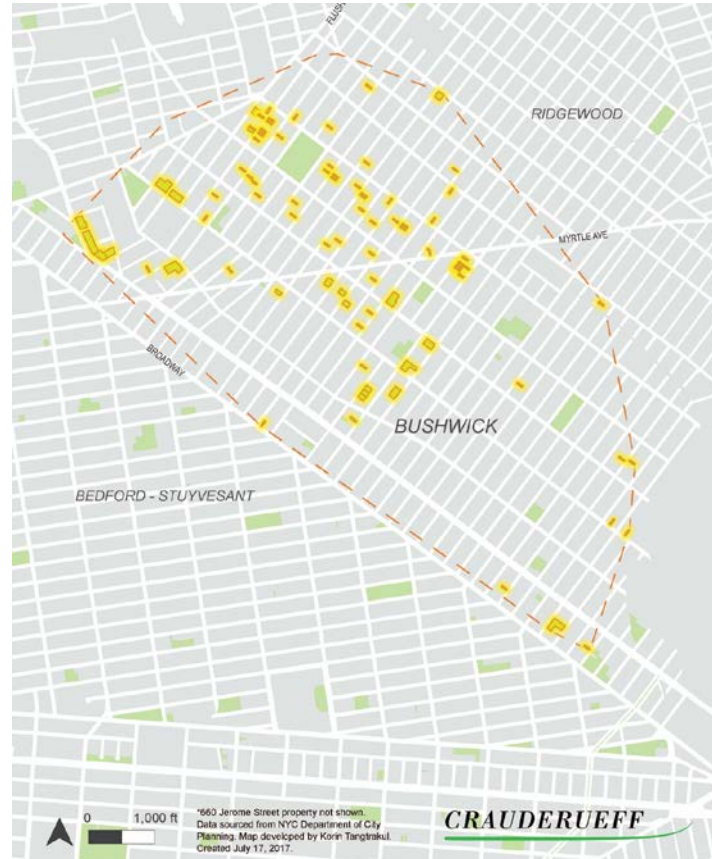 FLUSH
RIDGEWOOD
MYRTLE AVE
BROADWAY
BUSHWICK
BEDFORD - STUYVESANT
0 1,000 ft
*660 Jerome Street property not shown.
Data sourced from NYC Department of City
Planning. Map developed by Korin Tangtrakul.
Created July 17, 2017.
CRAUDERUEFF